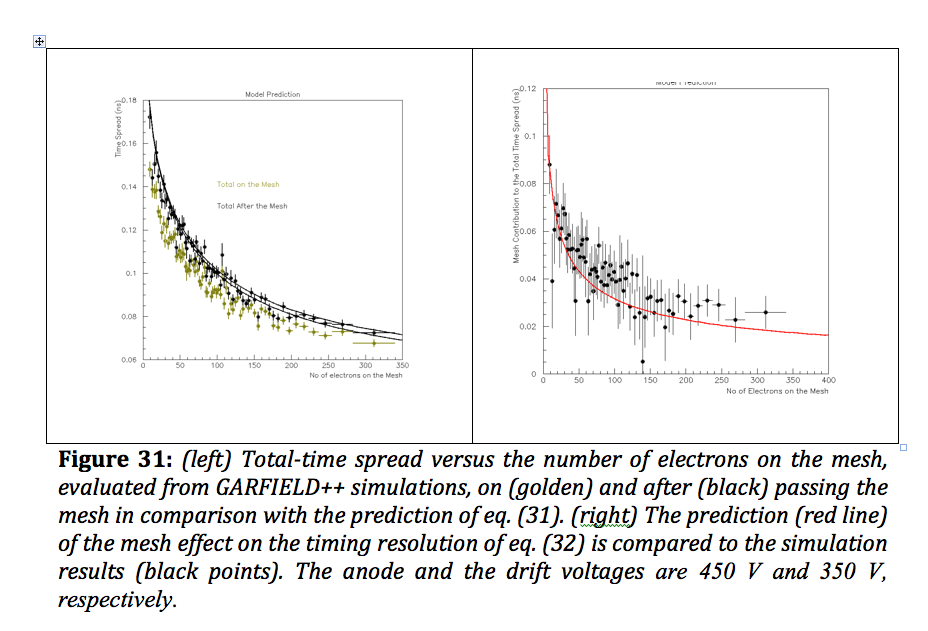 Model Prediction
Time Spread (ns)
0.18
0.16
0.14
0.12
0.1
0.08
0.06
Total on the Mesh
Total After the Mesh
0 50 100 150 200 250 300 350
No of electrons on the Mesh
Model Prediction
Mesh Contribution to the Total Time Spread (ns)
0.12
0.1
0.08
0.06
0.04
0.02
0
0 50 100 150 200 250 300 350 400
No of Electrons on the Mesh
Figure 31: (left) Total-time spread versus the number of electrons on the mesh,
evaluated from GARFIELD++ simulations, on (golden) and after (black) passing the
mesh in comparison with the prediction of eq. (31). (right) The prediction (red line)
of the mesh effect on the timing resolution of eq. (32) is compared to the simulation
results (black points). The anode and the drift voltages are 450 V and 350 V,
respectively.